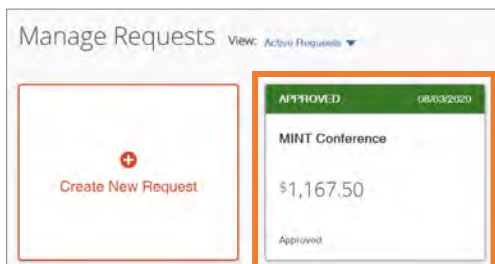 Manage Requests View: Active Requests
APPROVED 08/03/2020
MINT Conference
Create New Request
$1,167.50
Approved